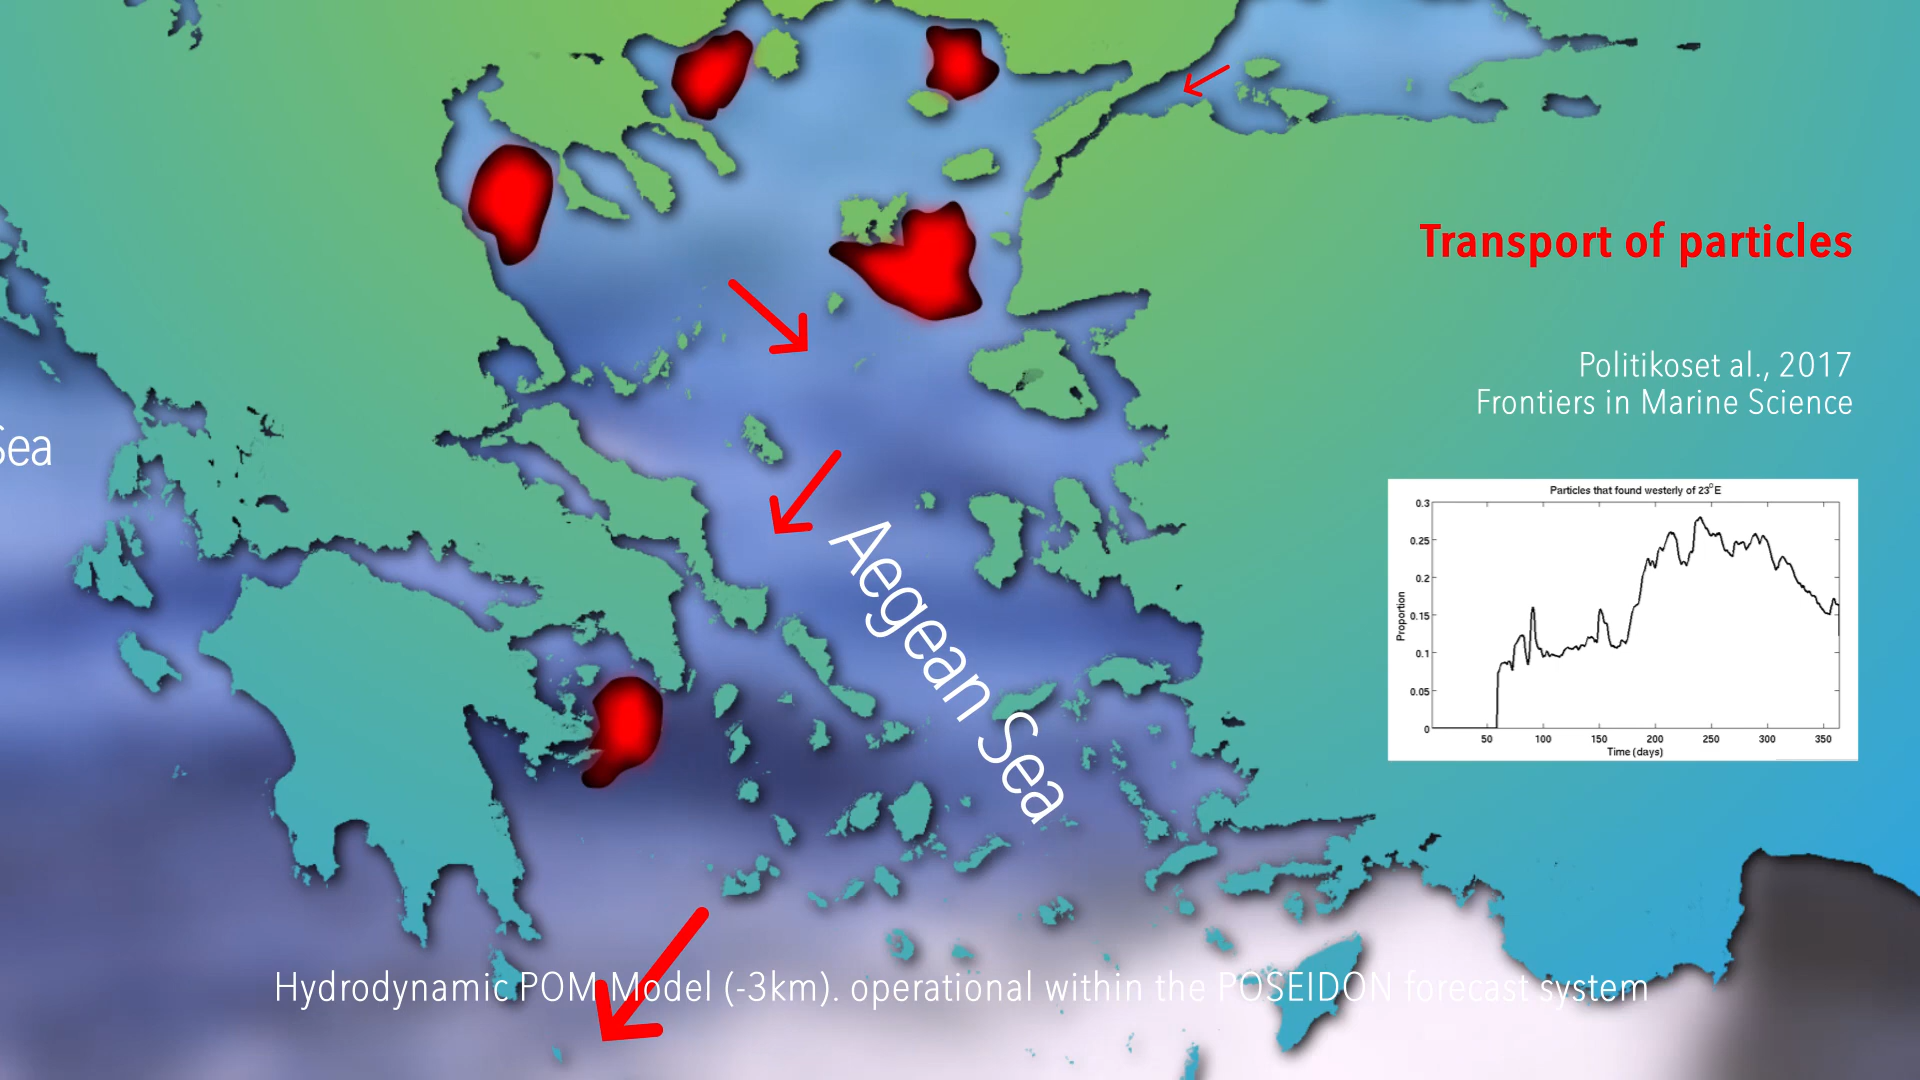 Transport of particles
Politikoset al., 2017
Frontiers in Marine Science
Sea
Aegean Sea
Particles that found westerly of 23°E
Proportion
0.3
0.25
0.2
0.15
0.1
0.05
0
50 100 150 200 250 300 350
Time (days)
Hydrodynamic POM Model (-3km). operational within the POSEIDON forecast system